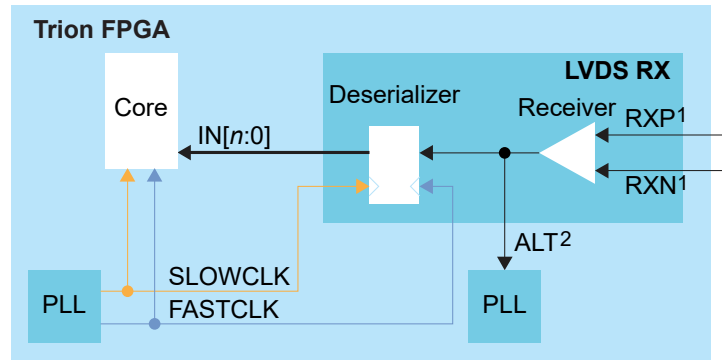 Trion FPGA
LVDS RX
Deserializer
Receiver
Core
RXP1
IN[n:0]
RXN1
ALT2
SLOWCLK
PLL
FASTCLK
PLL